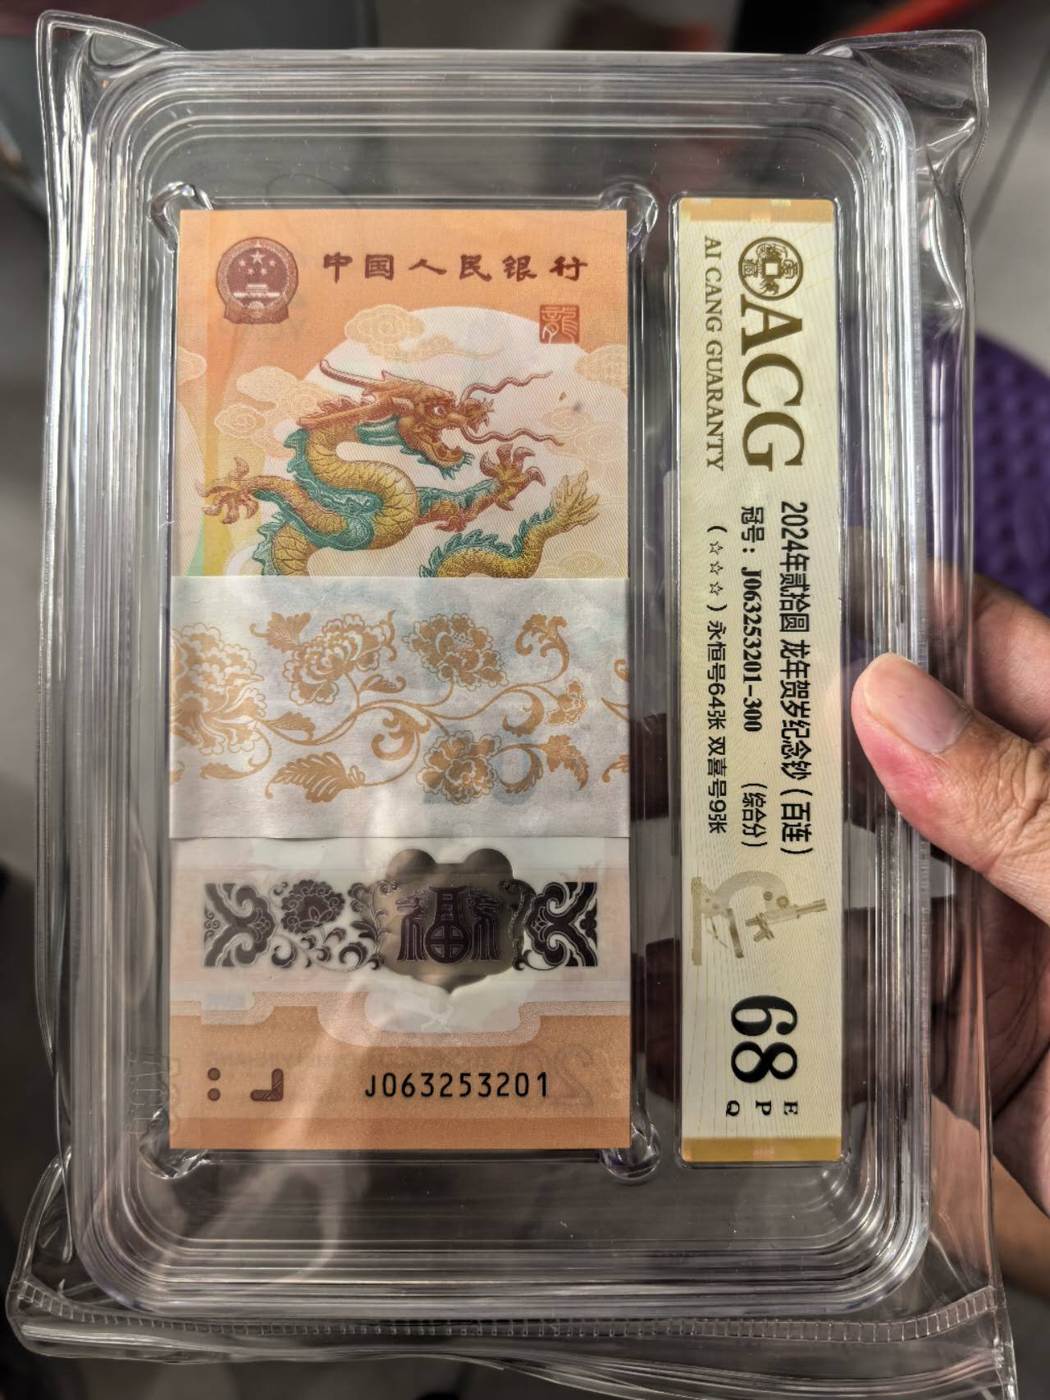 中国人民银行
龍
福
J063253201
ACG
AI CANG GUARANTY
2024年贰拾圆 龙年贺岁纪念钞（百连）
冠号：J063253201-300 (综合分)
（☆☆☆）永恒号64张 双喜号9张
68
E
P
Q